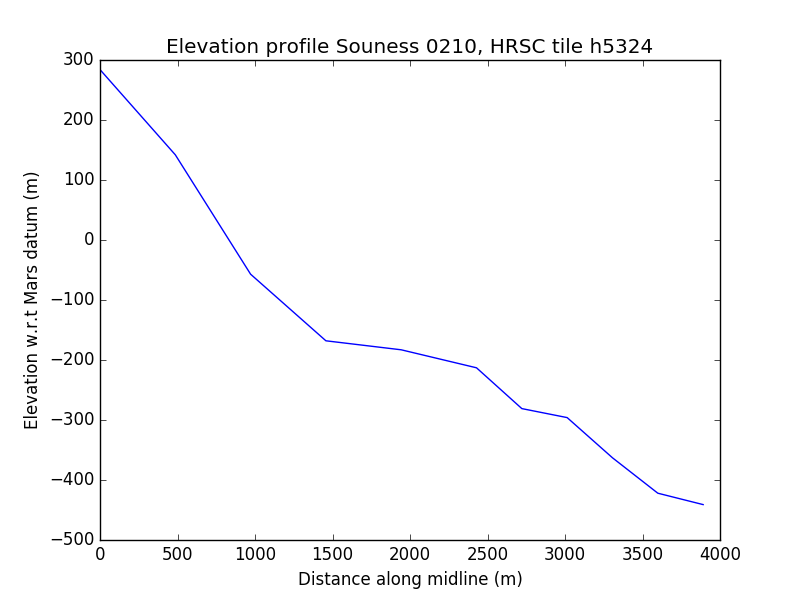 Elevation profile Souness 0210, HRSC tile h5324
300
200
100
0
−100
−200
−300
−400
−500
Elevation w.r.t Mars datum (m)
0 500 1000 1500 2000 2500 3000 3500 4000
Distance along midline (m)